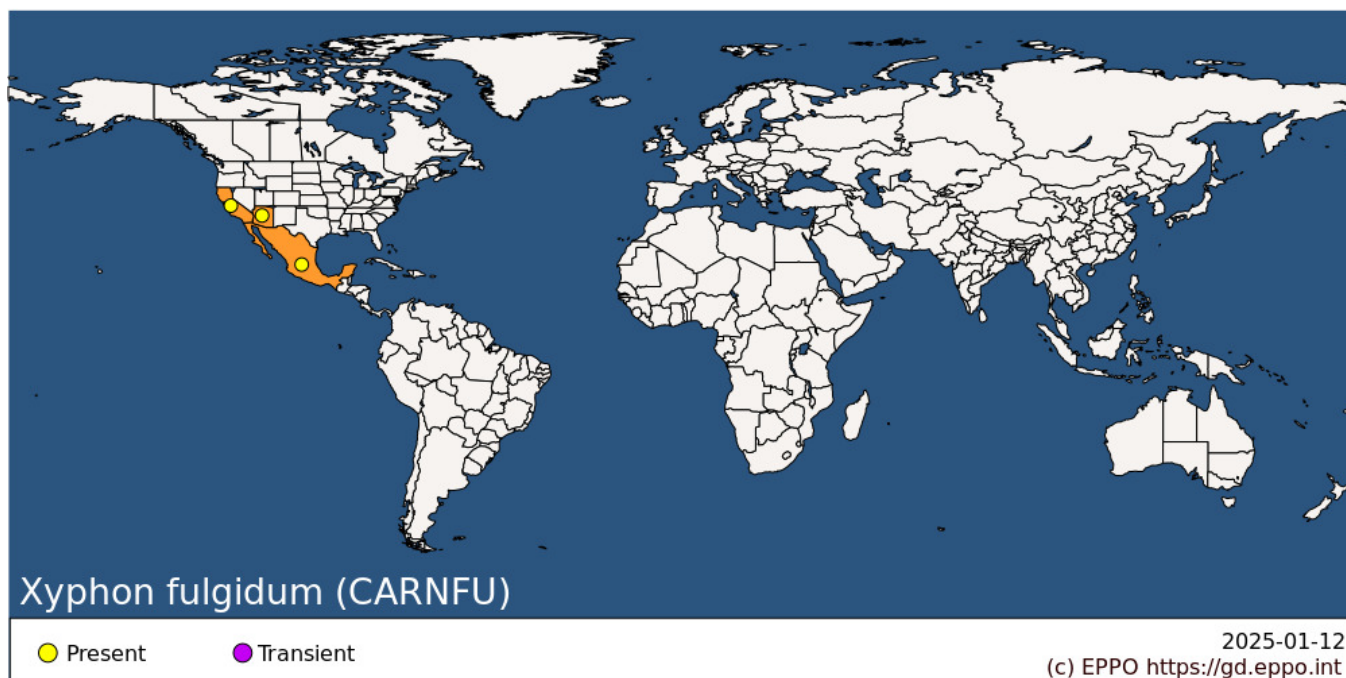 Xyphon fulgidum (CARNFU)
Present
Transient
2025-01-12
(c) EPPO https://gd.eppo.int